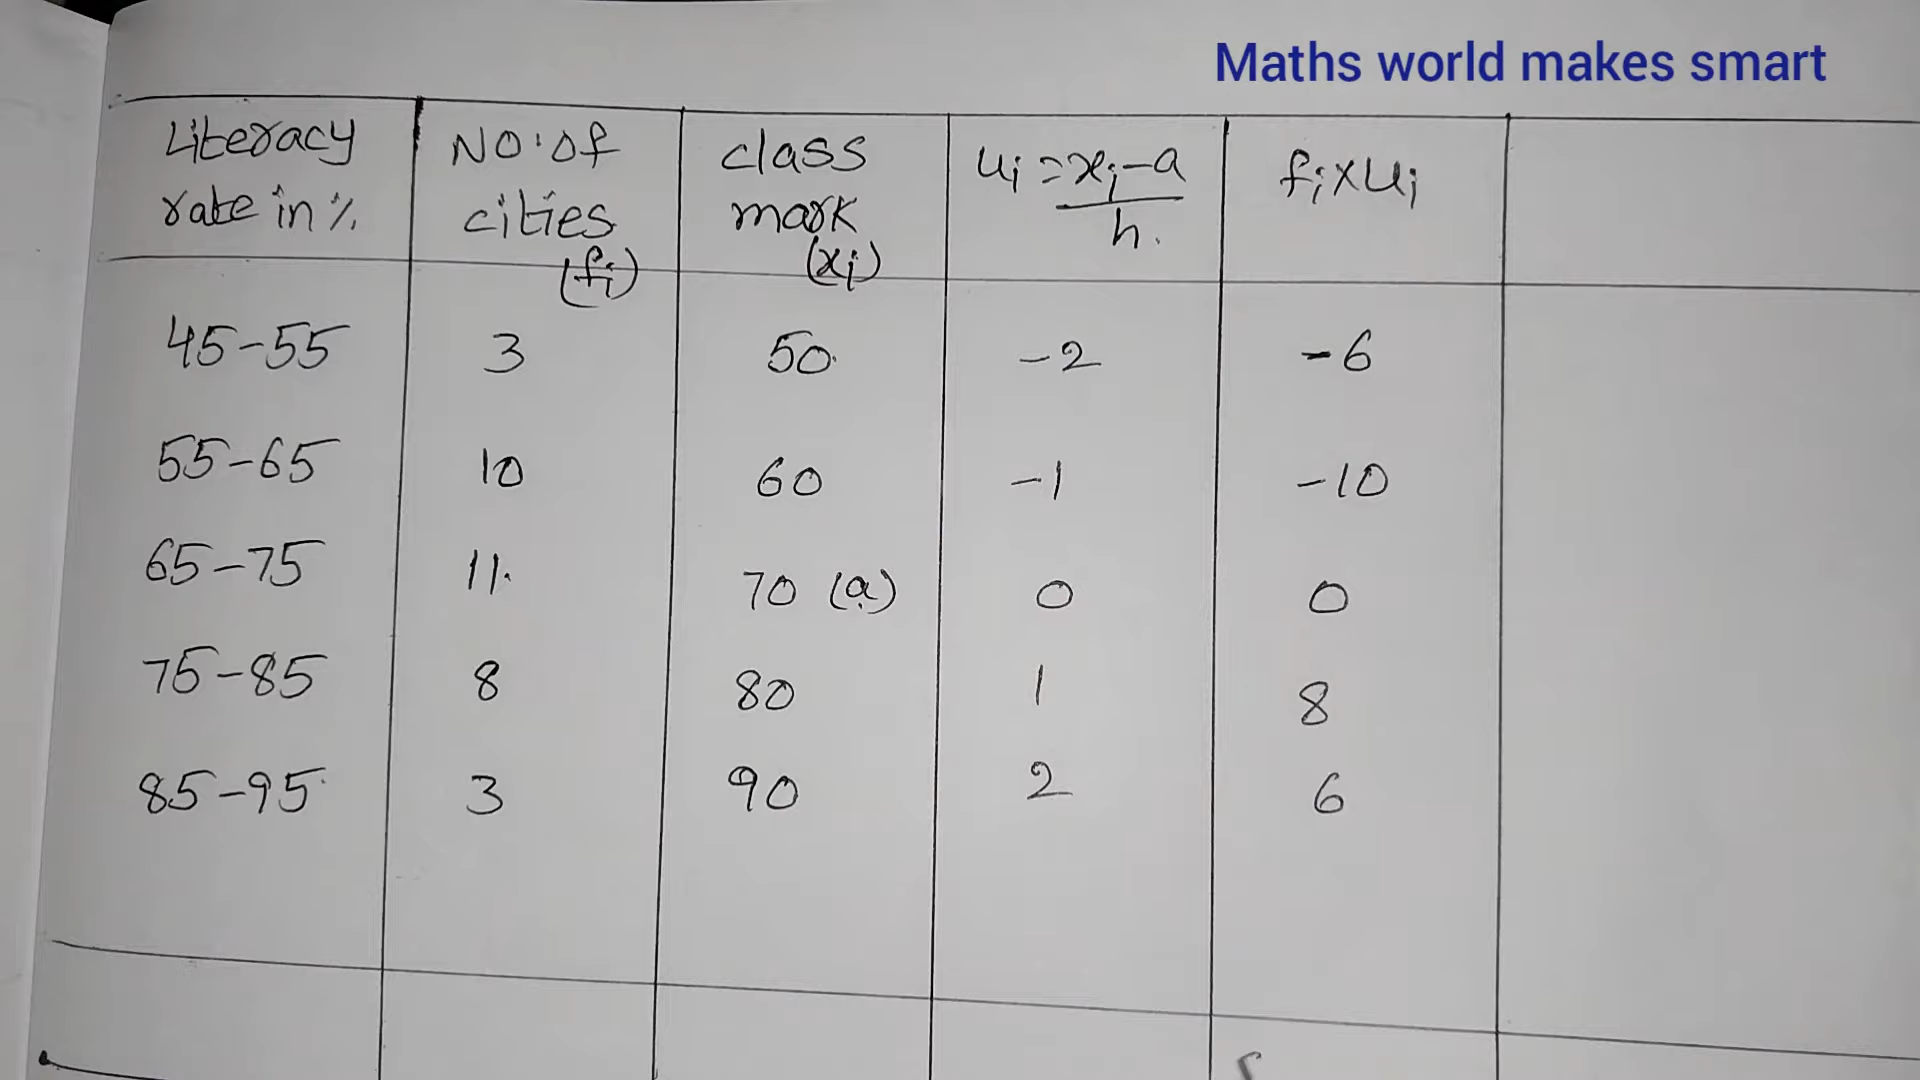 Maths world makes smart
Literacy rate in % No. of cities (fi) class mark (xi) ui = xi-a/h. fi×ui
45-55 3 50 -2 -6
55-65 10 60 -1 -10
65-75 11 70 (a) 0 0
75-85 8 80 1 8
85-95 3 90 2 6